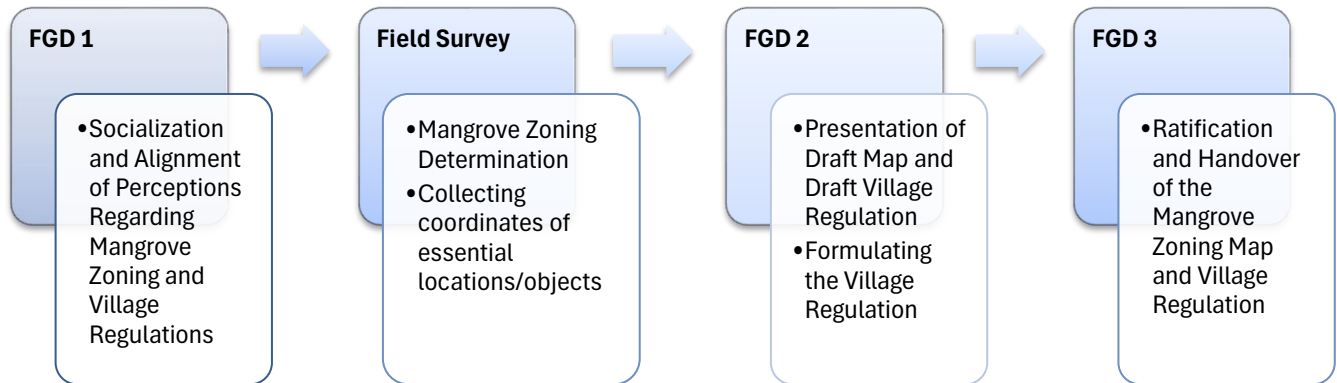 FGD 1
•Socialization
and Alignment
of Perceptions
Regarding
Mangrove
Zoning and
Village
Regulations
Field Survey
•Mangrove Zoning
Determination
•Collecting
coordinates of
essential
locations/objects
FGD 2
•Presentation of
Draft Map and
Draft Village
Regulation
•Formulating
the Village
Regulation
FGD 3
•Ratification
and Handover
of the
Mangrove
Zoning Map
and Village
Regulation